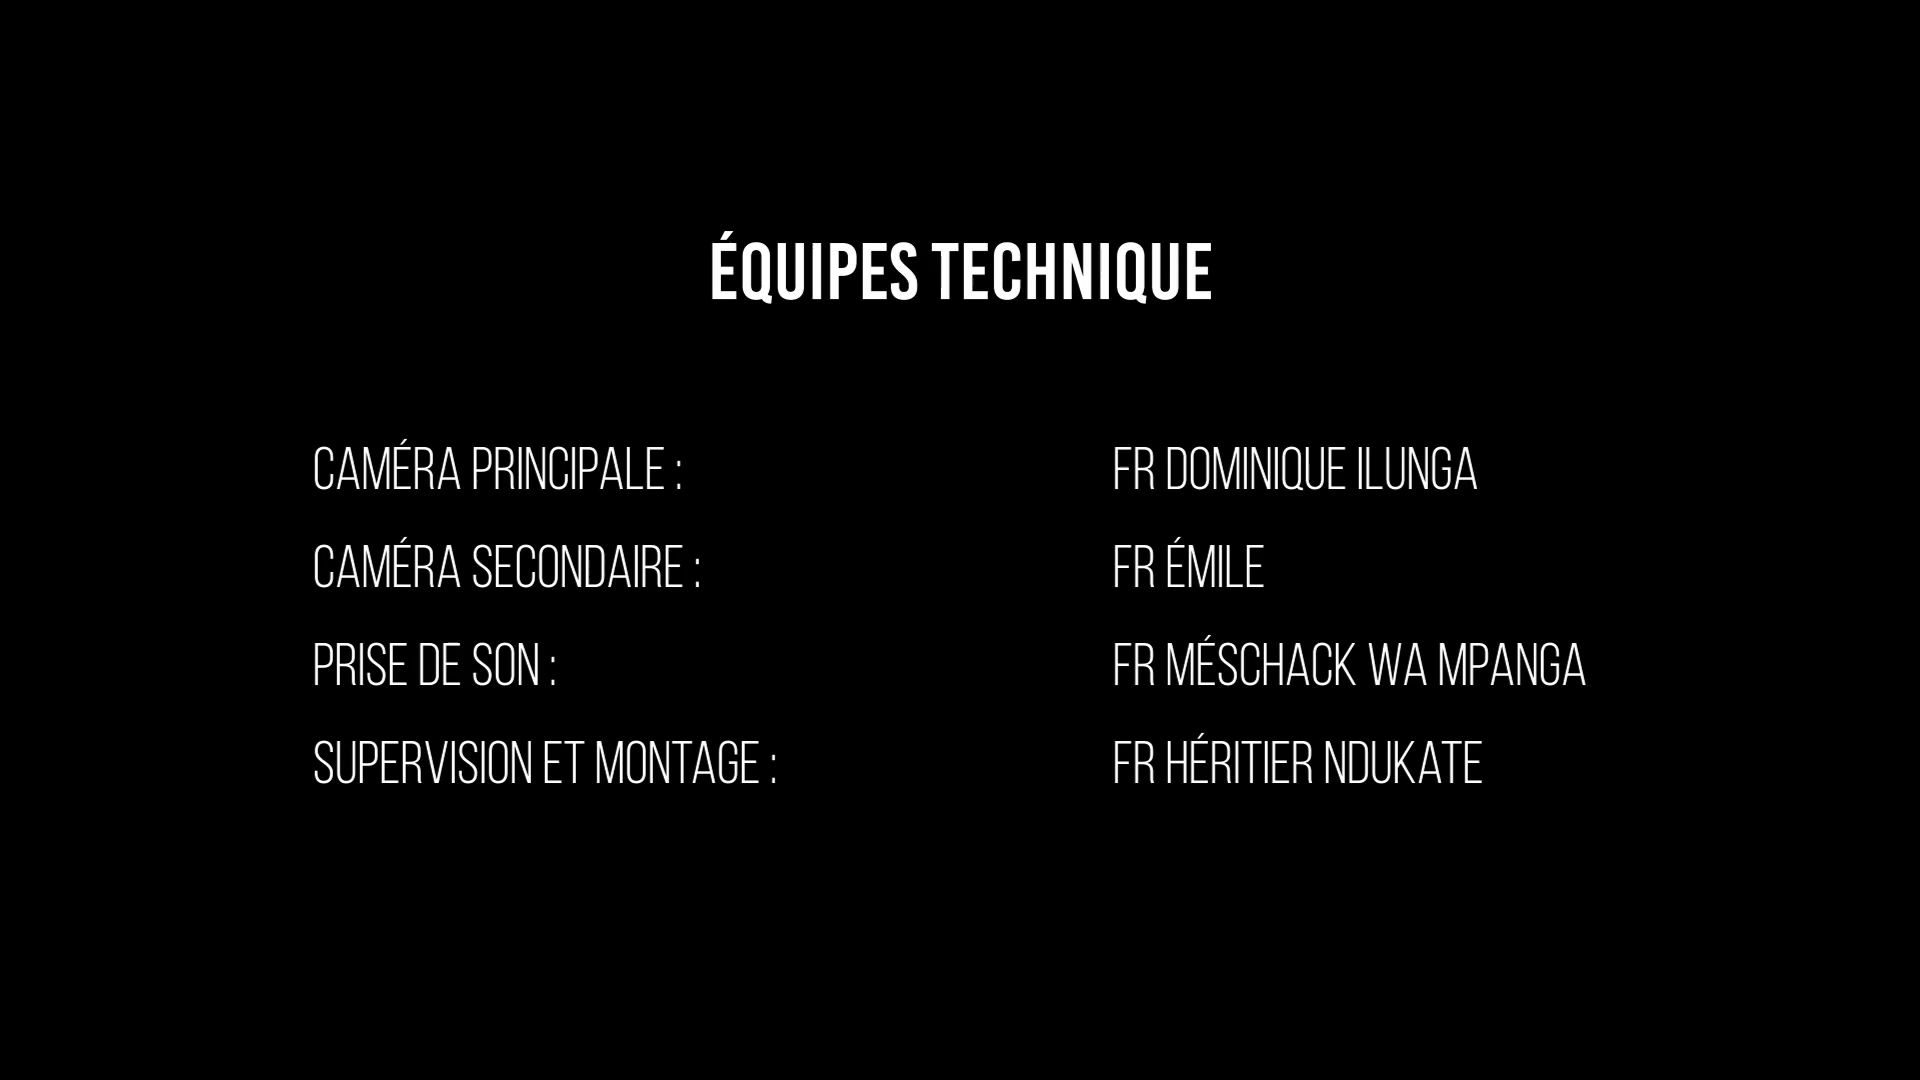 ÉQUIPES TECHNIQUE
CAMÉRA PRINCIPALE : FR DOMINIQUE ILUNGA
CAMÉRA SECONDAIRE : FR ÉMILE
PRISE DE SON : FR MÉSCHACK WA MPANGA
SUPERVISION ET MONTAGE : FR HÉRITIER NDUKATE